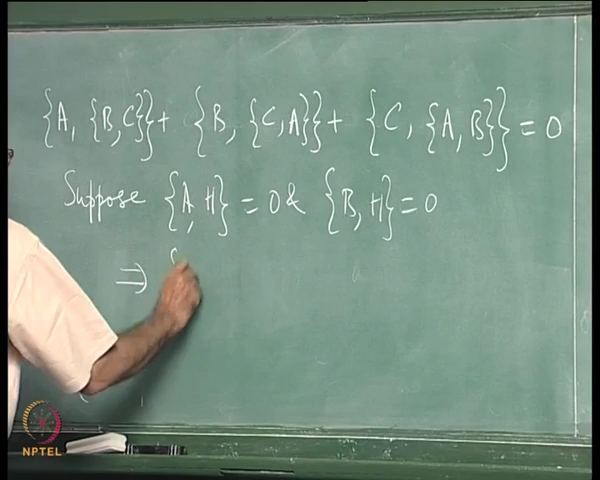 {A, {B,C}} + {B, {C,A}} + {C, {A, B}} = 0
Suppose {A, H} = 0 & {B, H} = 0
⇒ {
NPTEL